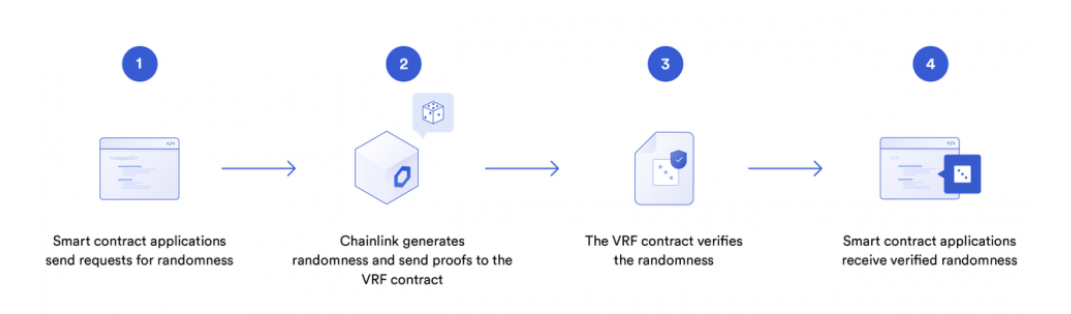 1
2
3
4
</>
<request>
</>
</>
Smart contract applications
send requests for randomness
Chainlink generates
randomness and send proofs to the
VRF contract
The VRF contract verifies
the randomness
Smart contract applications
receive verified randomness